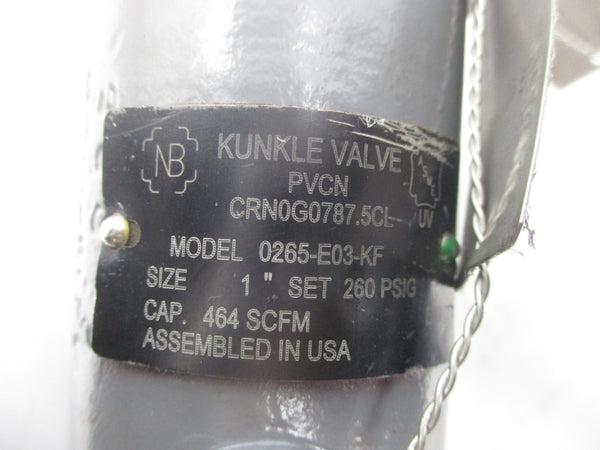 NB
KUNKLE VALVE
PVCN
CRN0G0787.5CL
UV
MODEL 0265-E03-KF
SIZE 1 " SET 260 PSIG
CAP. 464 SCFM
ASSEMBLED IN USA